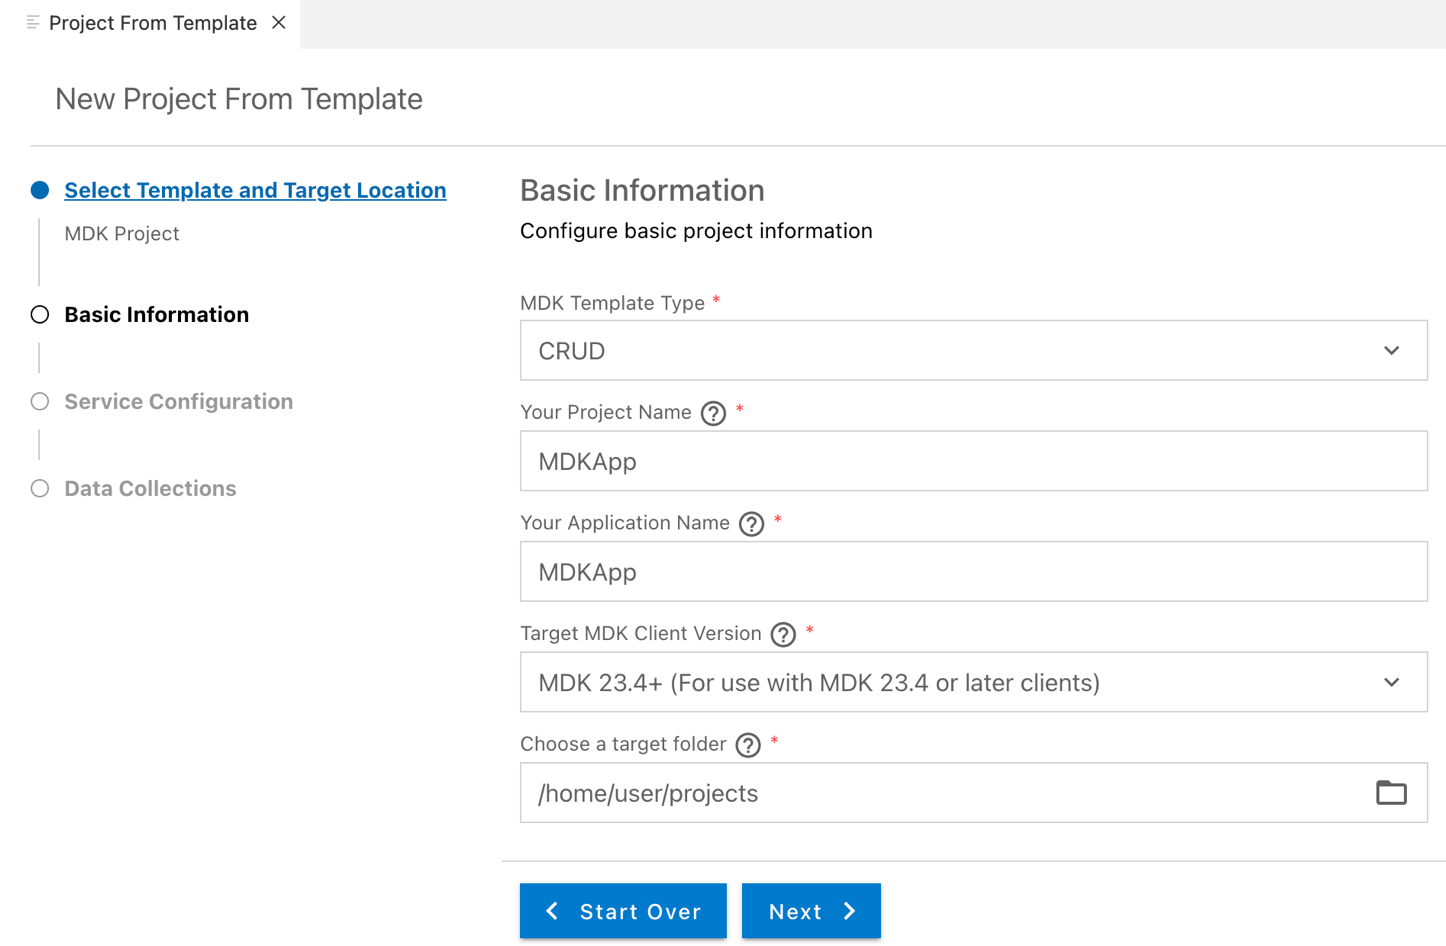 Project From Template
New Project From Template
Select Template and Target Location
MDK Project
Basic Information
Service Configuration
Data Collections
Basic Information
Configure basic project information
MDK Template Type *
CRUD
Your Project Name ? *
MDKApp
Your Application Name ? *
MDKApp
Target MDK Client Version ? *
MDK 23.4+ (For use with MDK 23.4 or later clients)
Choose a target folder ? *
/home/user/projects
Start Over
Next